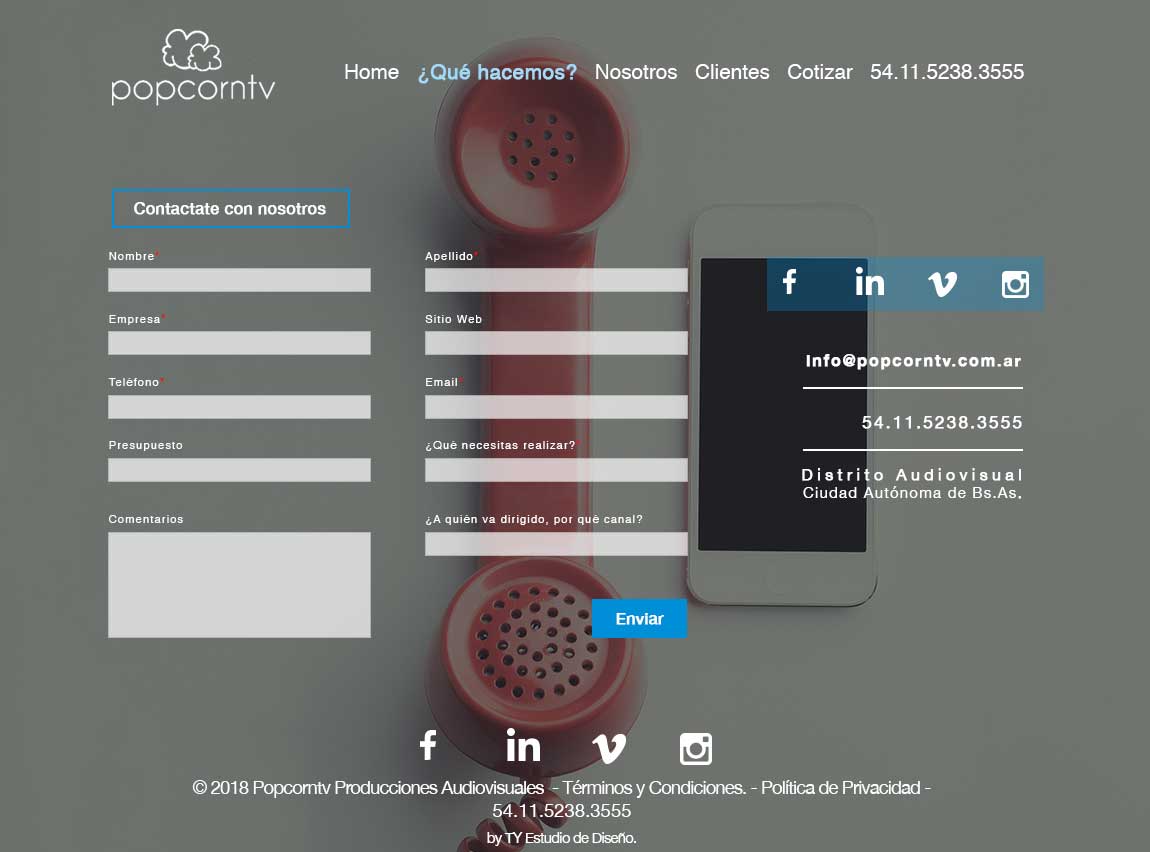 popcorntv
Home ¿Qué hacemos? Nosotros Clientes Cotizar 54.11.5238.3555
Contactate con nosotros
Nombre* Apellido*
Empresa* Sitio Web
Teléfono* Email*
Presupuesto ¿Qué necesitas realizar?*
Comentarios ¿A quién va dirigido, por qué canal?
Enviar
Info@popcorntv.com.ar
54.11.5238.3555
Distrito Audiovisual
Ciudad Autónoma de Bs.As.
© 2018 Popcorntv Producciones Audiovisuales - Términos y Condiciones. - Política de Privacidad -
54.11.5238.3555
by TY Estudio de Diseño.